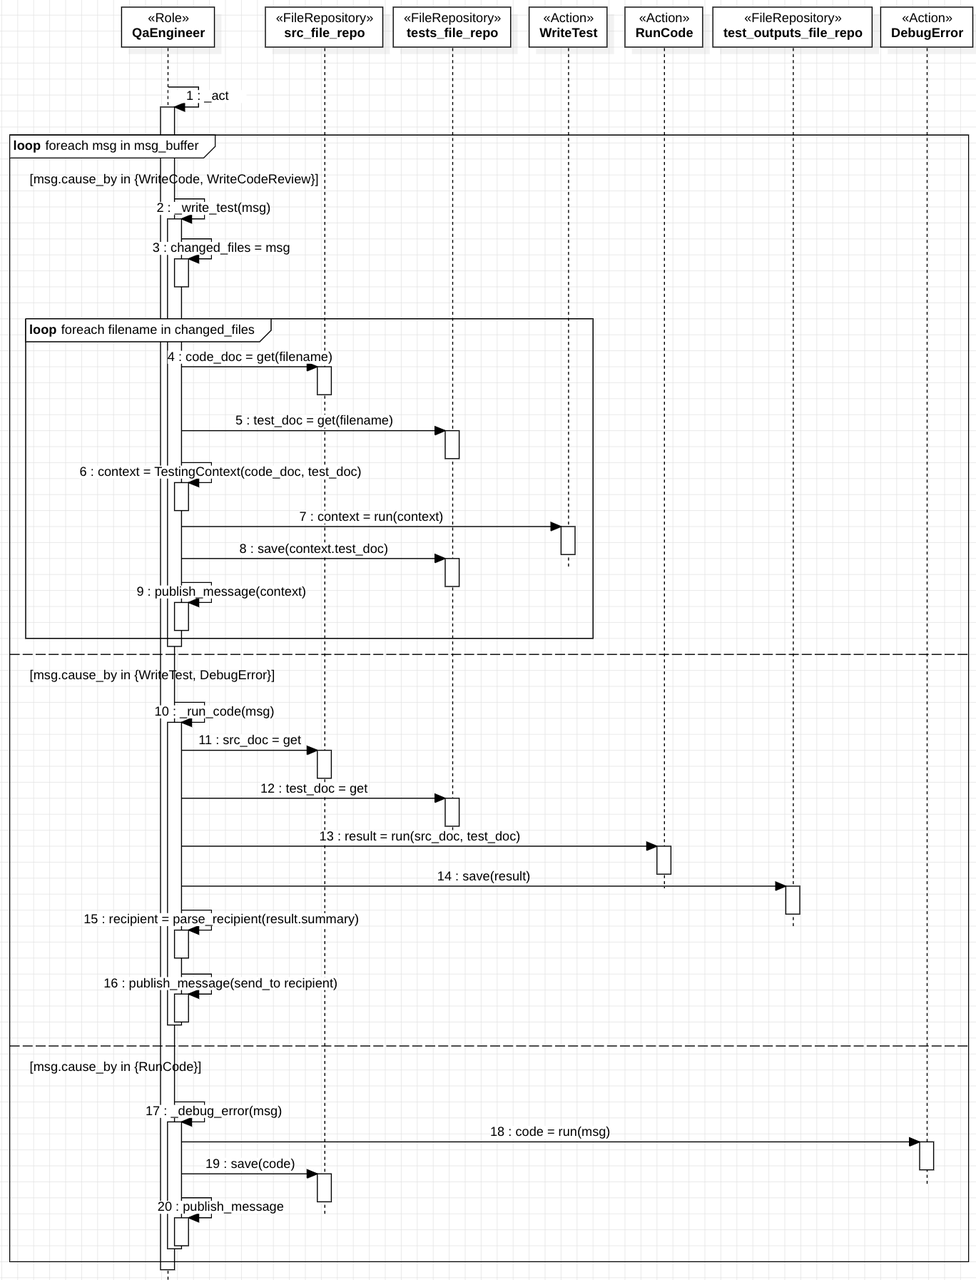 «Role»
QaEngineer
«FileRepository»
src_file_repo
«FileRepository»
tests_file_repo
«Action»
WriteTest
«Action»
RunCode
«FileRepository»
test_outputs_file_repo
«Action»
DebugError
1 : _act
loop foreach msg in msg_buffer
[msg.cause_by in {WriteCode, WriteCodeReview}]
2 : _write_test(msg)
3 : changed_files = msg
loop foreach filename in changed_files
4 : code_doc = get(filename)
5 : test_doc = get(filename)
6 : context = TestingContext(code_doc, test_doc)
7 : context = run(context)
8 : save(context.test_doc)
9 : publish_message(context)
[msg.cause_by in {WriteTest, DebugError}]
10 : _run_code(msg)
11 : src_doc = get
12 : test_doc = get
13 : result = run(src_doc, test_doc)
14 : save(result)
15 : recipient = parse_recipient(result.summary)
16 : publish_message(send_to recipient)
[msg.cause_by in {RunCode}]
17 : _debug_error(msg)
18 : code = run(msg)
19 : save(code)
20 : publish_message